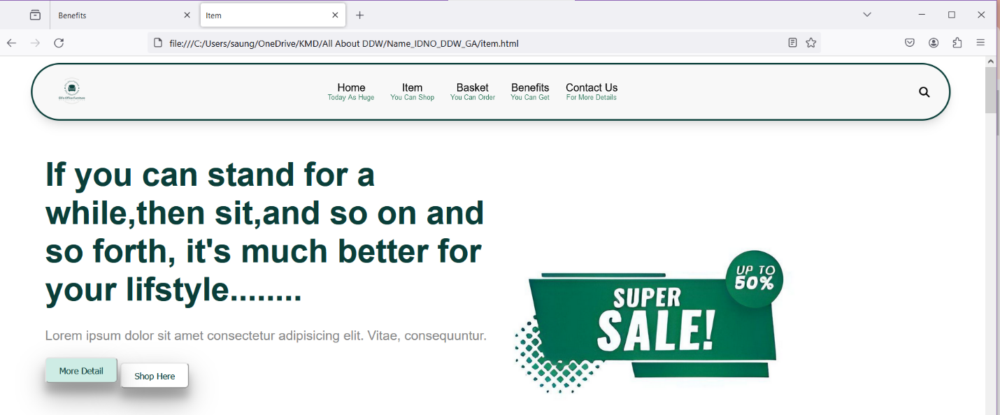 Benefits
Item
file:///C:/Users/saung/OneDrive/KMD/All About DDW/Name_IDNO_DDW_GA/item.html
Home
Today As Huge
Item
You Can Shop
Basket
You Can Order
Benefits
You Can Get
Contact Us
For More Details
If you can stand for a
while,then sit,and so on and
so forth, it's much better for
your lifstyle........
Lorem ipsum dolor sit amet consectetur adipisicing elit. Vitae, consequuntur.
More Detail
Shop Here
UP TO
50%
SUPER
SALE!